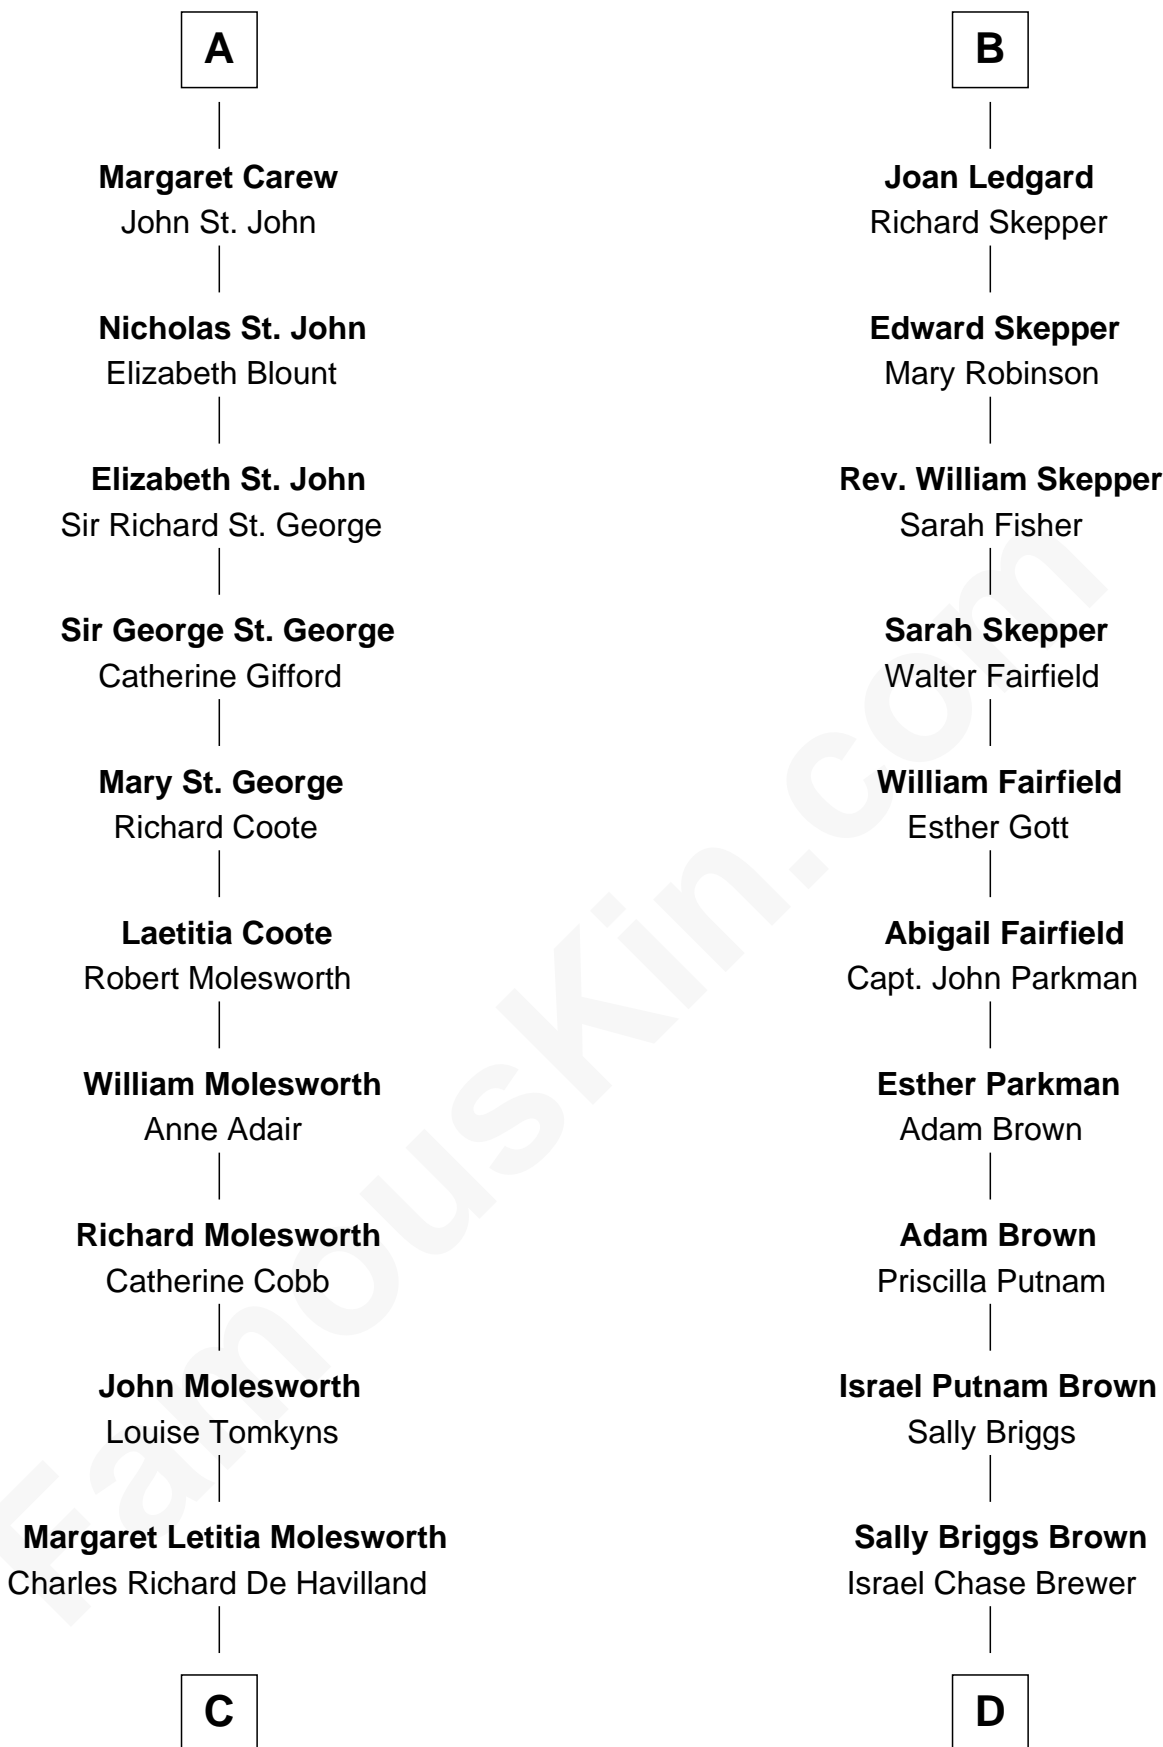 A
Margaret Carew
John St. John
Nicholas St. John
Elizabeth Blount
Elizabeth St. John
Sir Richard St. George
Sir George St. George
Catherine Gifford
Mary St. George
Richard Coote
Laetitia Coote
Robert Molesworth
William Molesworth
Anne Adair
Richard Molesworth
Catherine Cobb
John Molesworth
Louise Tomkyns
Margaret Letitia Molesworth
Charles Richard De Havilland
C
B
Joan Ledgard
Richard Skepper
Edward Skepper
Mary Robinson
Rev. William Skepper
Sarah Fisher
Sarah Skepper
Walter Fairfield
William Fairfield
Esther Gott
Abigail Fairfield
Capt. John Parkman
Esther Parkman
Adam Brown
Adam Brown
Priscilla Putnam
Israel Putnam Brown
Sally Briggs
Sally Briggs Brown
Israel Chase Brewer
D
FamousKin.com